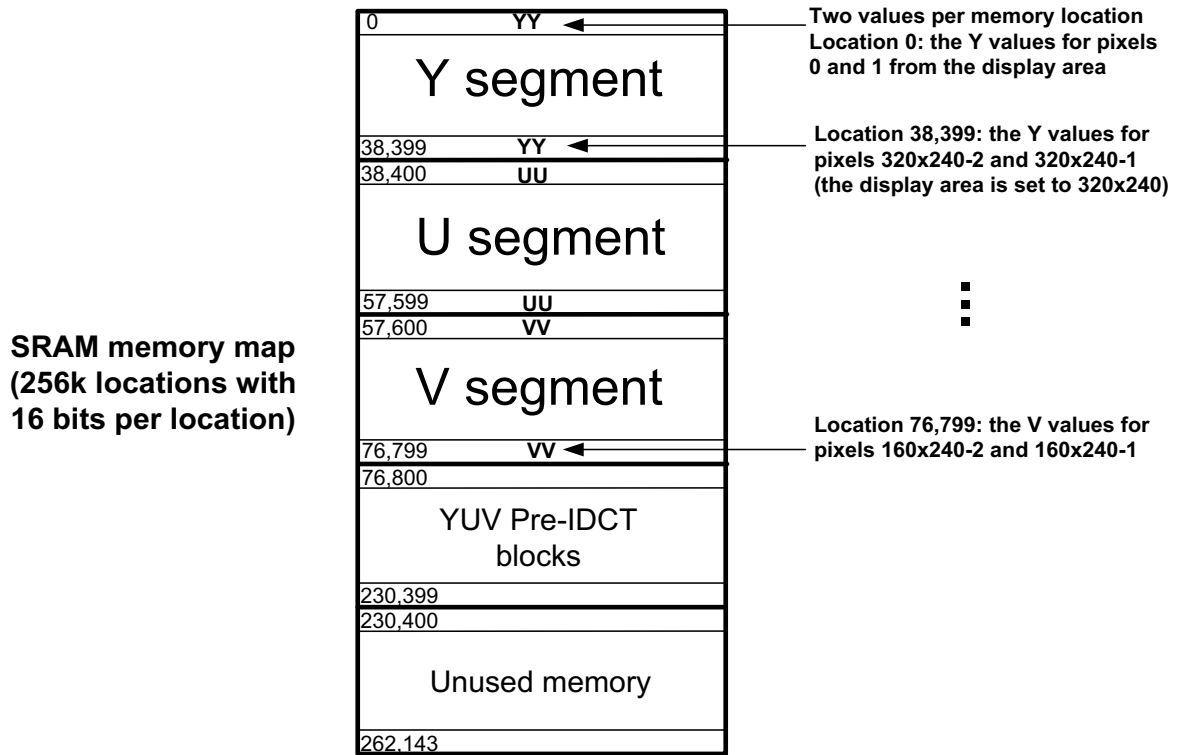 0 YY
Y segment
38,399 YY
38,400 UU
U segment
57,599 UU
57,600 VV
V segment
76,799 VV
76,800
YUV Pre-IDCT
blocks
230,399
230,400
Unused memory
262,143
SRAM memory map
(256k locations with
16 bits per location)
Two values per memory location
Location 0: the Y values for pixels
0 and 1 from the display area
Location 38,399: the Y values for
pixels 320x240-2 and 320x240-1
(the display area is set to 320x240)
Location 76,799: the V values for
pixels 160x240-2 and 160x240-1